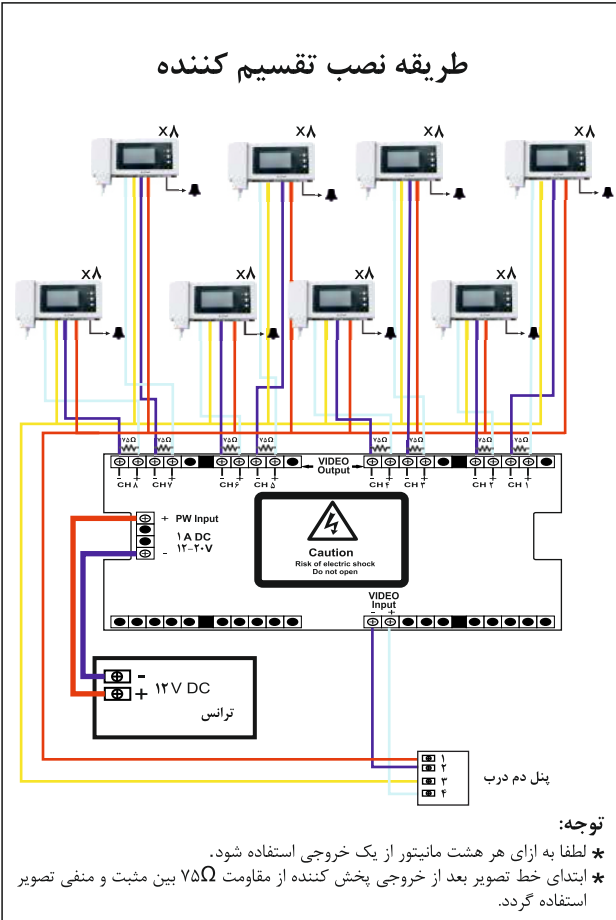 طریقه نصب تقسیم کننده
x۸ x۸ x۸ x۸
x۸ x۸ x۸ x۸
۷۵Ω ۷۵Ω ۷۵Ω ۷۵Ω ۷۵Ω ۷۵Ω ۷۵Ω ۷۵Ω
VIDEO
Output
- + - + - + - + - + - + - + - +
CH ۸ CH ۷ CH ۶ CH ۵ CH ۴ CH ۳ CH ۲ CH ۱
+ PW Input
۱ A DC
- ۱۲-۲۰V
Caution
Risk of electric shock
Do not open
VIDEO
Input
- +
-
+ ۱۲ V DC
ترانس
۱
۲
۳
۴
پنل دم درب
توجه:
* لطفا به ازای هر هشت مانیتور از یک خروجی استفاده شود.
* ابتدای خط تصویر بعد از خروجی پخش کننده از مقاومت ۷۵Ω بین مثبت و منفی تصویر
استفاده گردد.